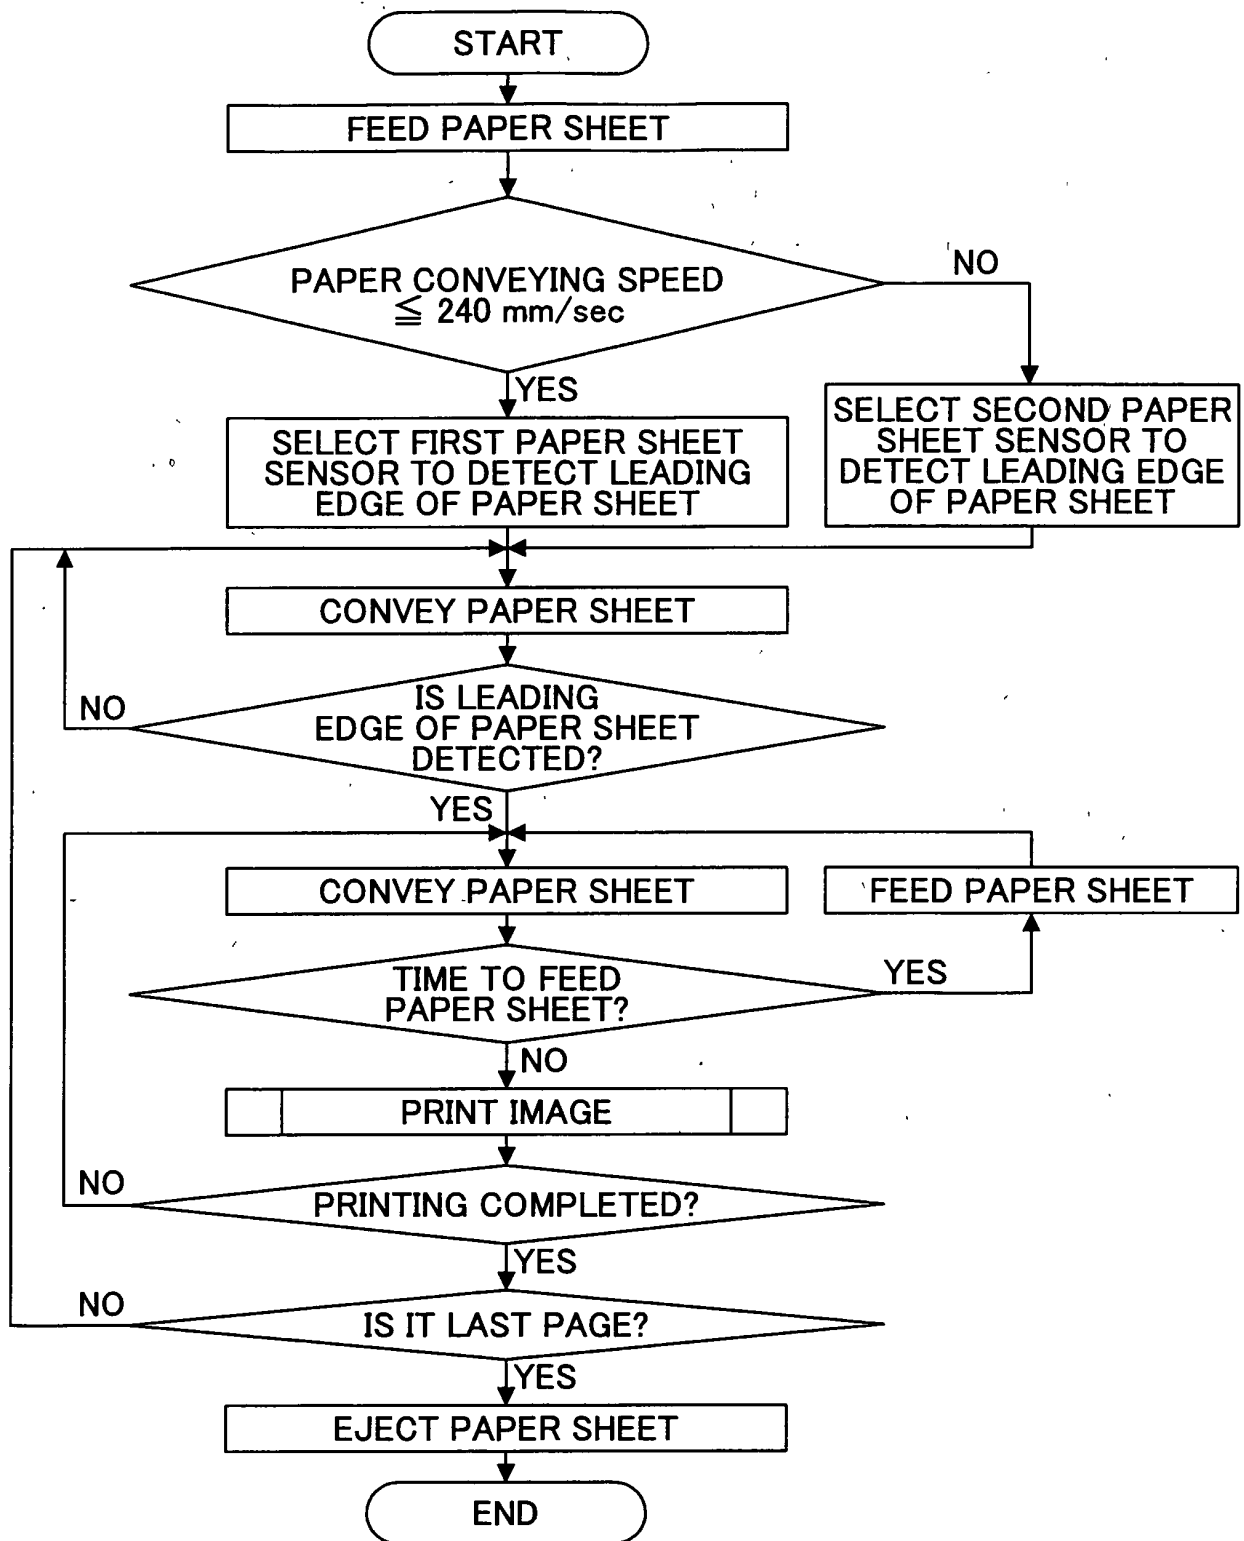 START
FEED PAPER SHEET
PAPER CONVEYING SPEED
≦ 240 mm/sec
NO
YES
SELECT FIRST PAPER SHEET
SENSOR TO DETECT LEADING
EDGE OF PAPER SHEET
SELECT SECOND PAPER
SHEET SENSOR TO
DETECT LEADING EDGE
OF PAPER SHEET
CONVEY PAPER SHEET
IS LEADING
EDGE OF PAPER SHEET
DETECTED?
NO
YES
CONVEY PAPER SHEET
FEED PAPER SHEET
TIME TO FEED
PAPER SHEET?
YES
NO
PRINT IMAGE
PRINTING COMPLETED?
NO
YES
IS IT LAST PAGE?
NO
YES
EJECT PAPER SHEET
END